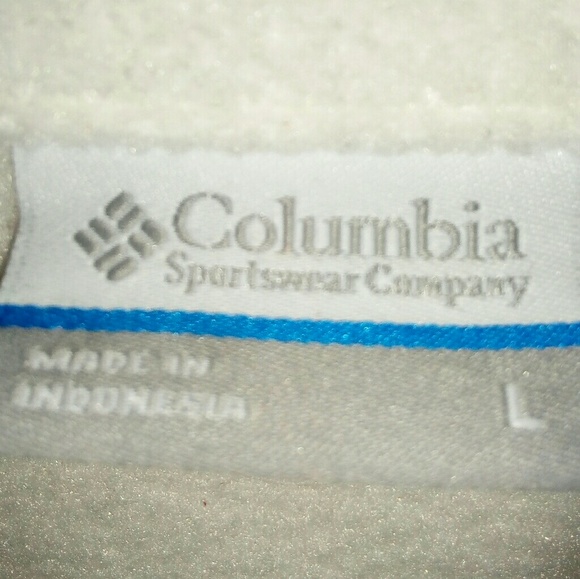 Columbia
Sportswear Company
MADE IN
INDONESIA
L